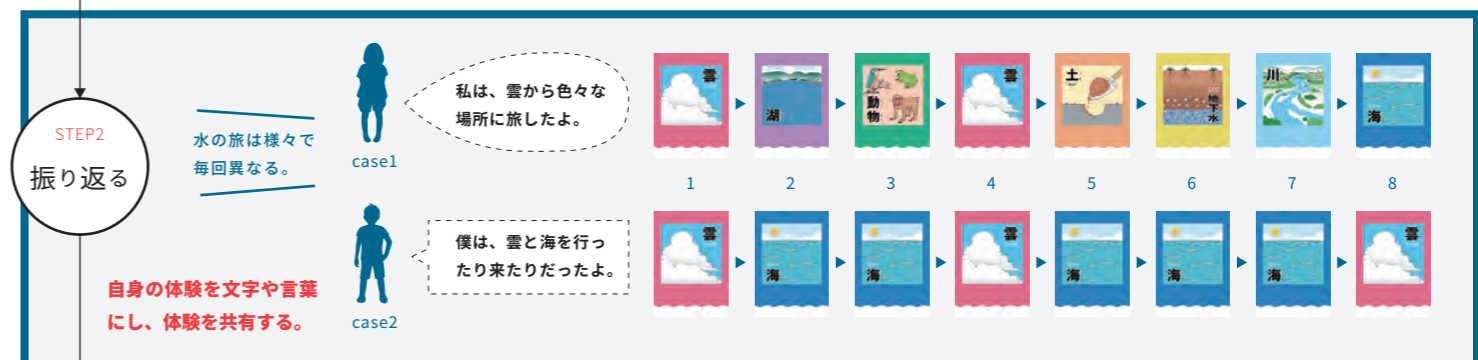 STEP2
振り返る
水の旅は様々で
毎回異なる。
自身の体験を文字や言葉
にし、体験を共有する。
case1
私は、雲から色々な
場所に旅したよ。
雲
湖
動物
雲
土
地下水
川
海
1 2 3 4 5 6 7 8
case2
僕は、雲と海を行っ
たり来たりだったよ。
雲
海
海
雲
海
海
海
雲